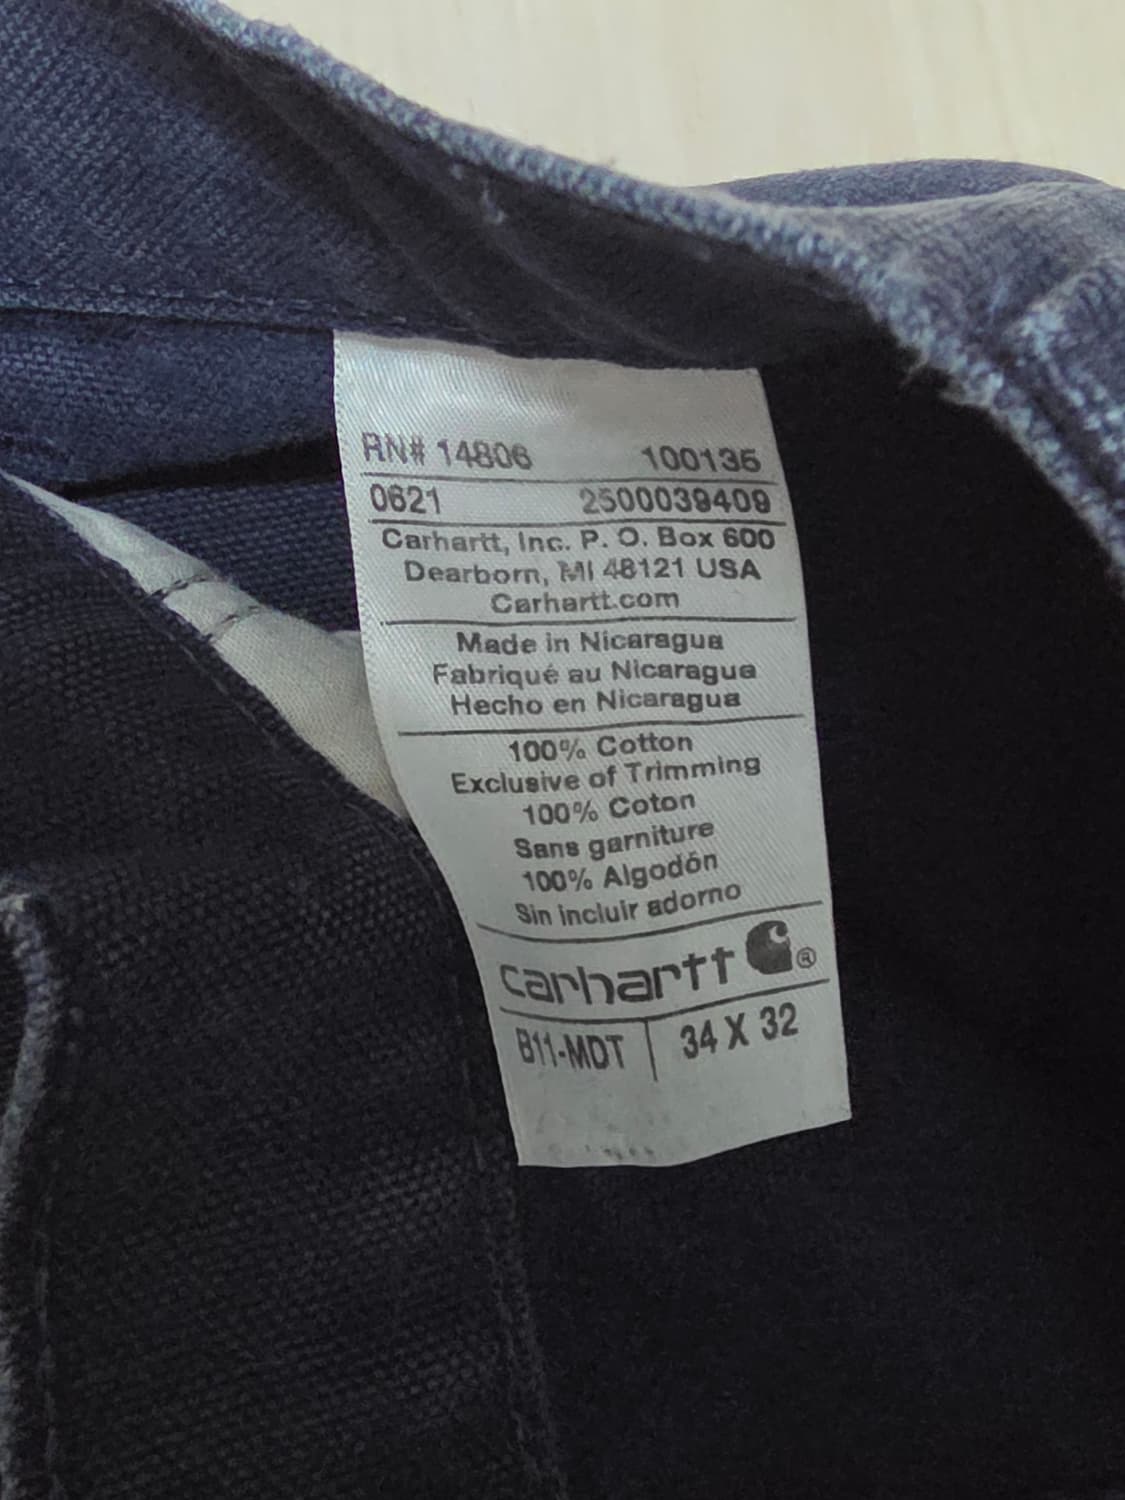 RN# 14806 100135
0621 2500039409
Carhartt, Inc. P. O. Box 600
Dearborn, MI 48121 USA
Carhartt.com
Made in Nicaragua
Fabriqué au Nicaragua
Hecho en Nicaragua
100% Cotton
Exclusive of Trimming
100% Coton
Sans garniture
100% Algodón
Sin incluir adorno
carhartt ®
B11-MDT 34 X 32